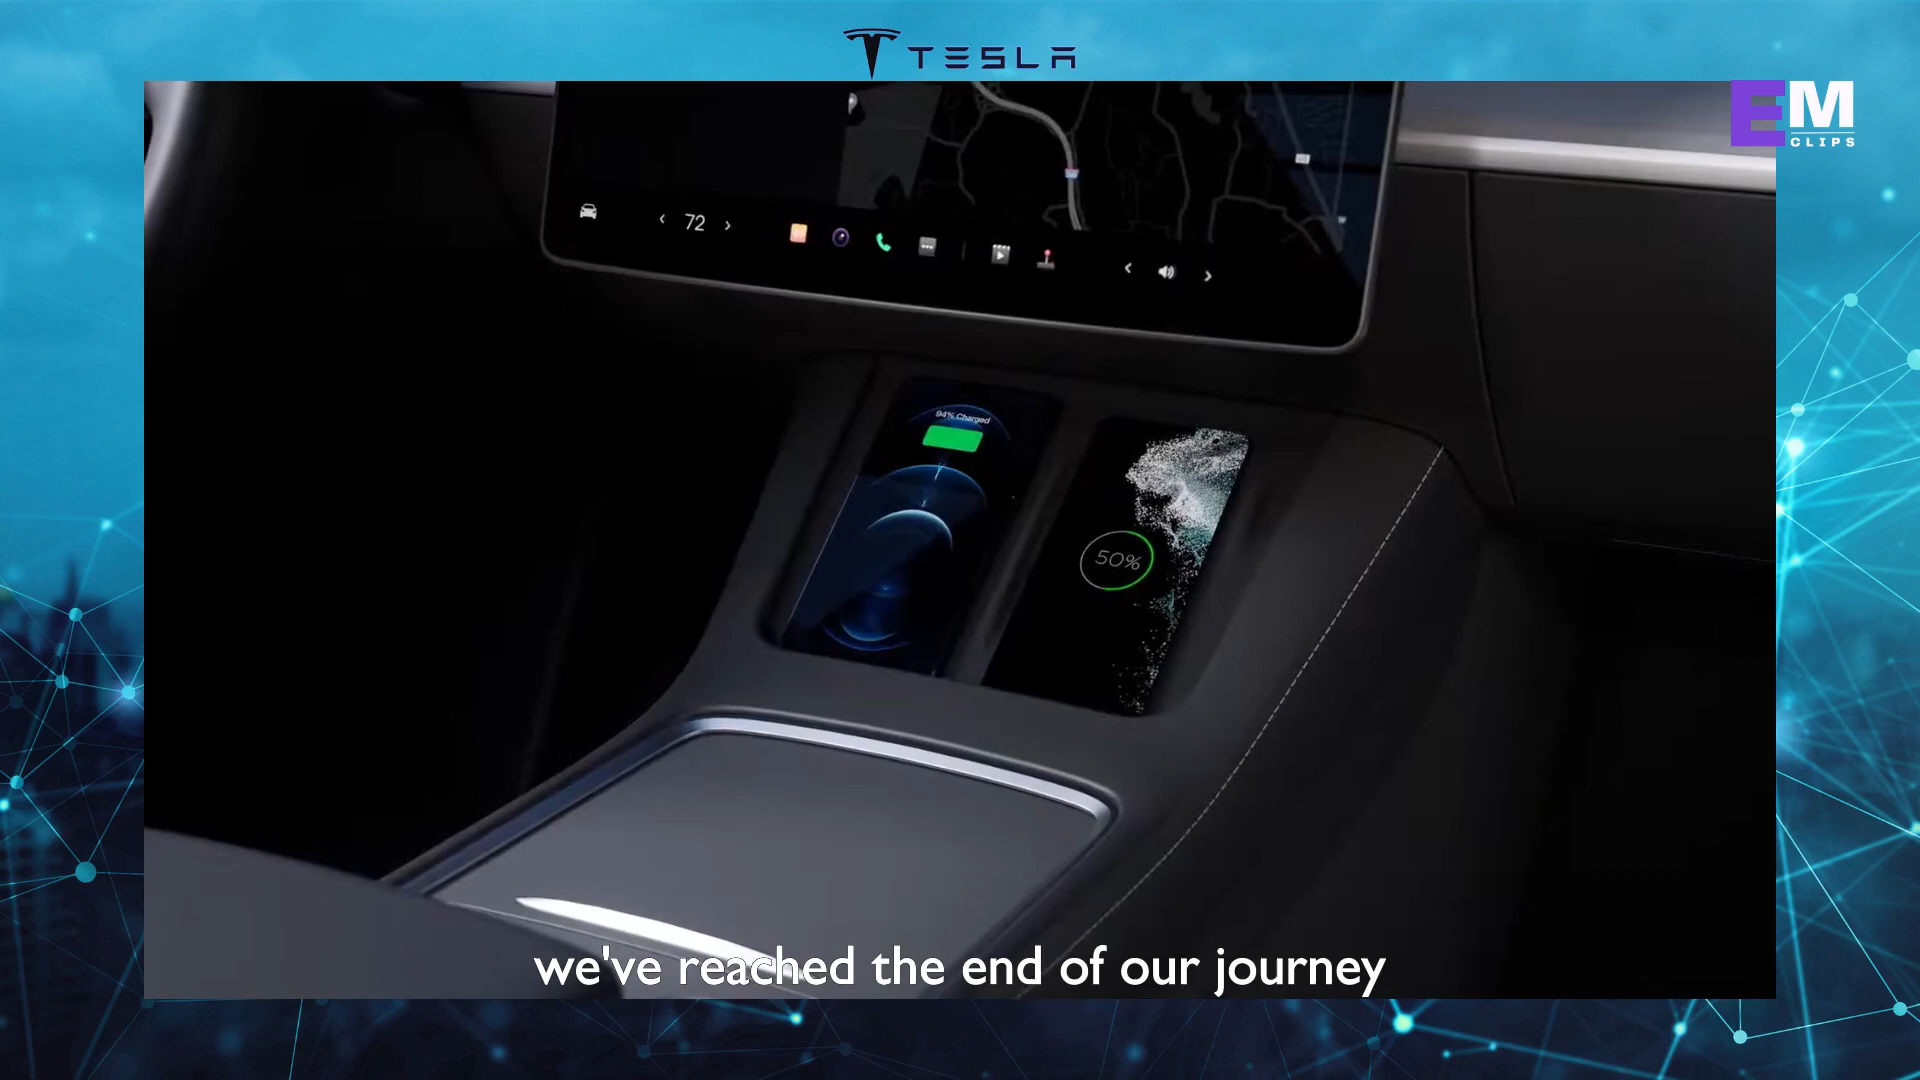 TESLA
EM
CLIPS
72
94% Charged
50%
we've reached the end of our journey